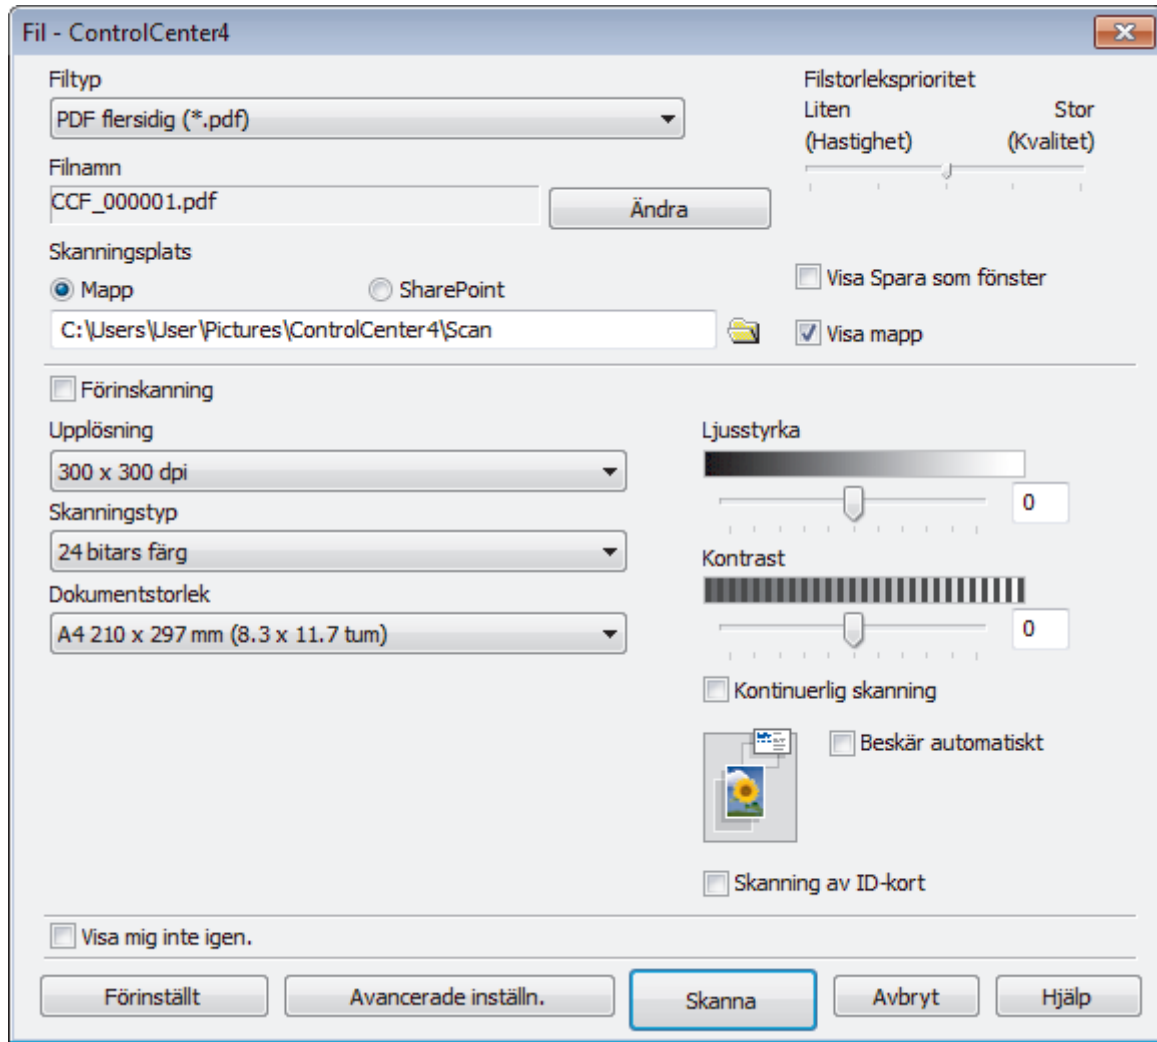 Fil - ControlCenter4
Filtyp
PDF flersidig (*.pdf)
Filstorleksprioritet
Liten Stor
(Hastighet) (Kvalitet)
Filnamn
CCF_000001.pdf
Ändra
Skanningsplats
Mapp SharePoint
Visa Spara som fönster
C:\Users\User\Pictures\ControlCenter4\Scan
Visa mapp
Förinskanning
Upplösning
300 x 300 dpi
Skanningstyp
24 bitars färg
Dokumentstorlek
A4 210 x 297 mm (8.3 x 11.7 tum)
Ljusstyrka
0
Kontrast
0
Kontinuerlig skanning
Beskär automatiskt
Skanning av ID-kort
Visa mig inte igen.
Förinställt Avancerade inställn. Skanna Avbryt Hjälp